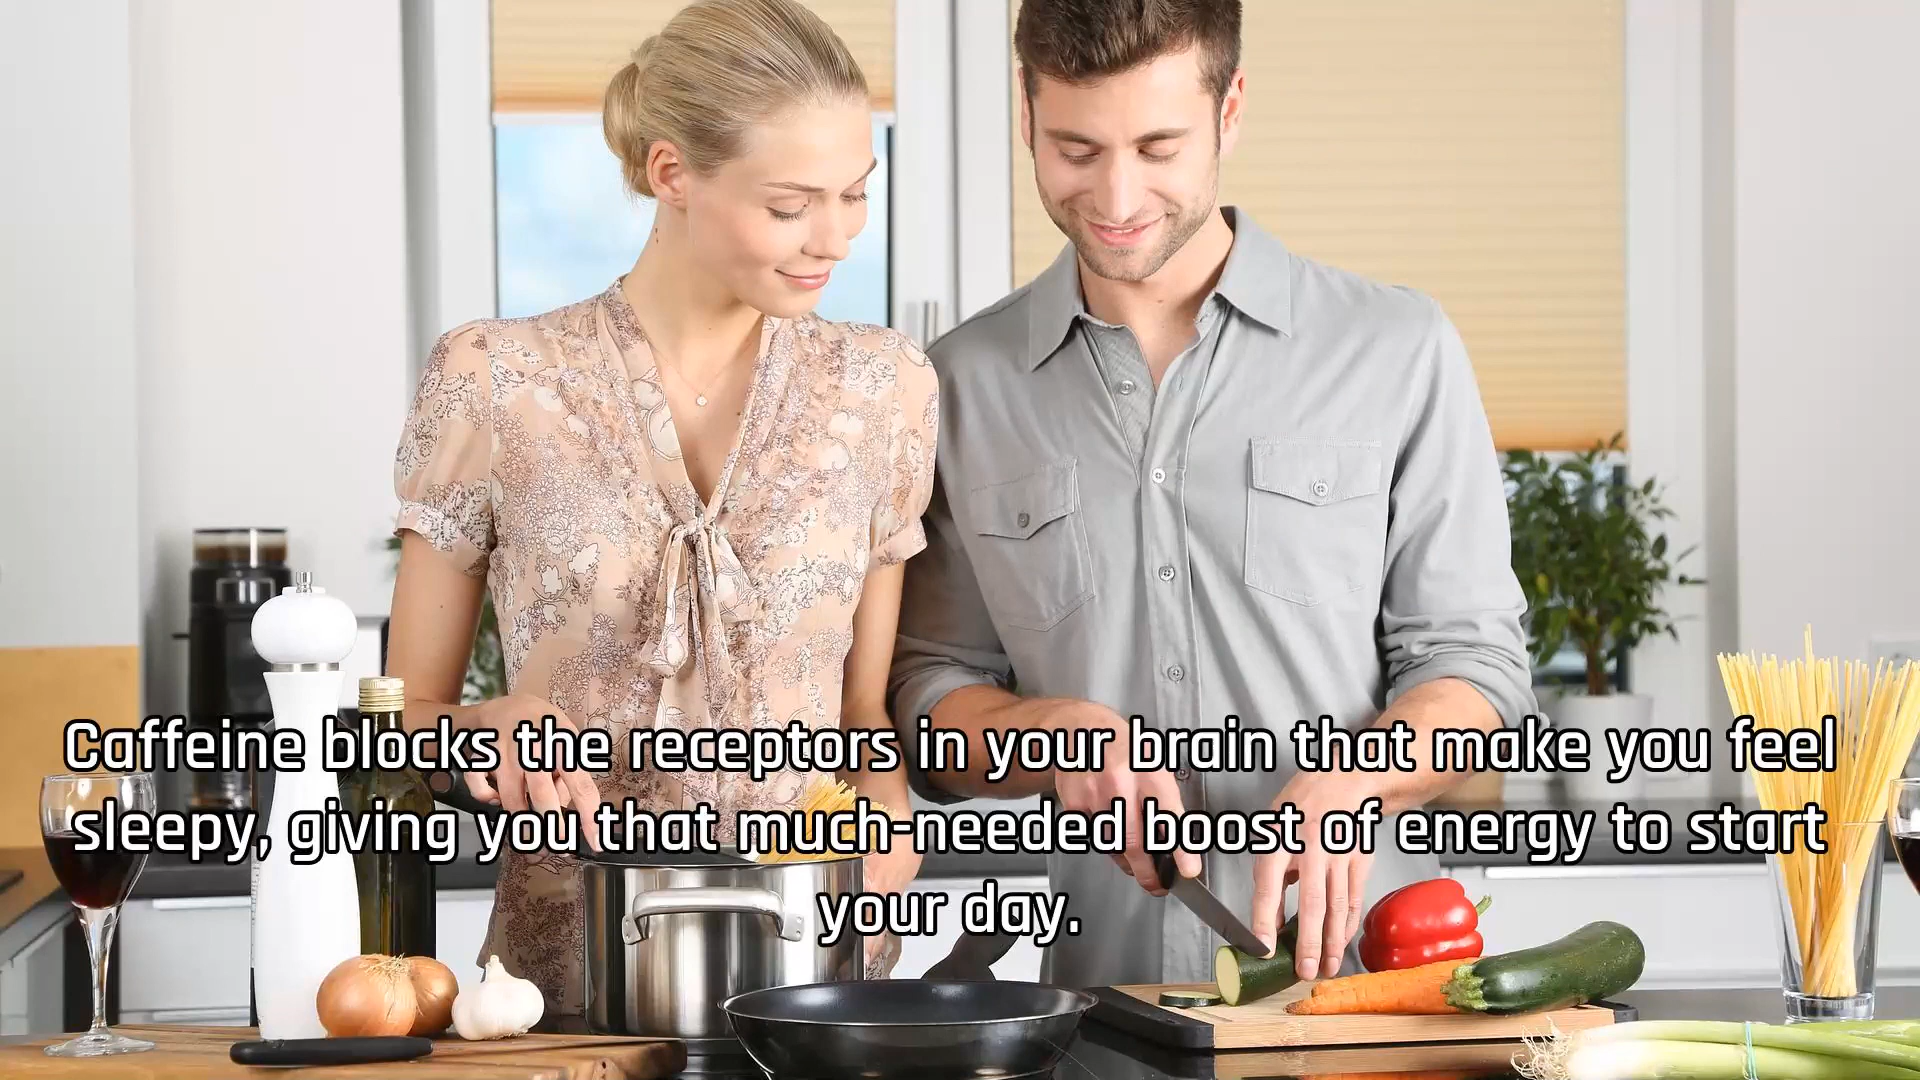 Caffeine blocks the receptors in your brain that make you feel
sleepy, giving you that much-needed boost of energy to start
your day.